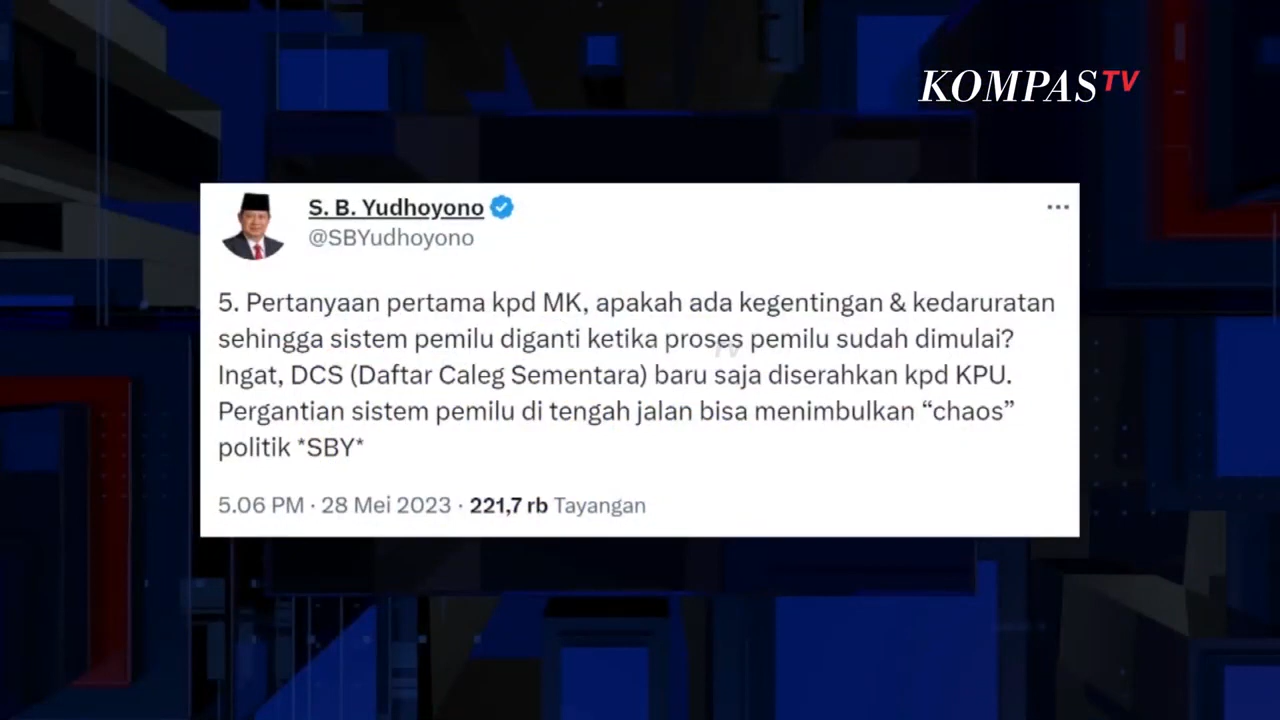 KOMPASTV
S. B. Yudhoyono
@SBYudhoyono
5. Pertanyaan pertama kpd MK, apakah ada kegentingan & kedaruratan
sehingga sistem pemilu diganti ketika proses pemilu sudah dimulai?
Ingat, DCS (Daftar Caleg Sementara) baru saja diserahkan kpd KPU.
Pergantian sistem pemilu di tengah jalan bisa menimbulkan “chaos”
politik *SBY*
5.06 PM · 28 Mei 2023 · 221,7 rb Tayangan
TV